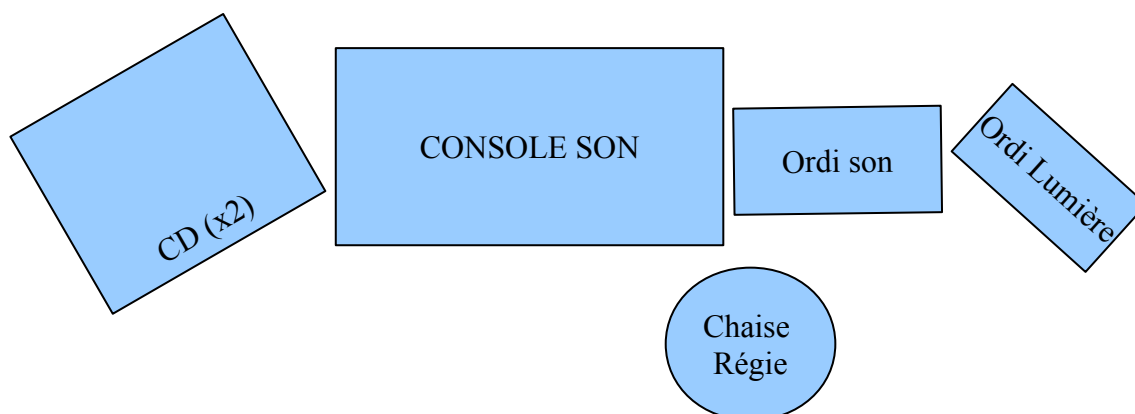 CD (x2)
CONSOLE SON
Ordi son
Ordi Lumière
Chaise
Régie